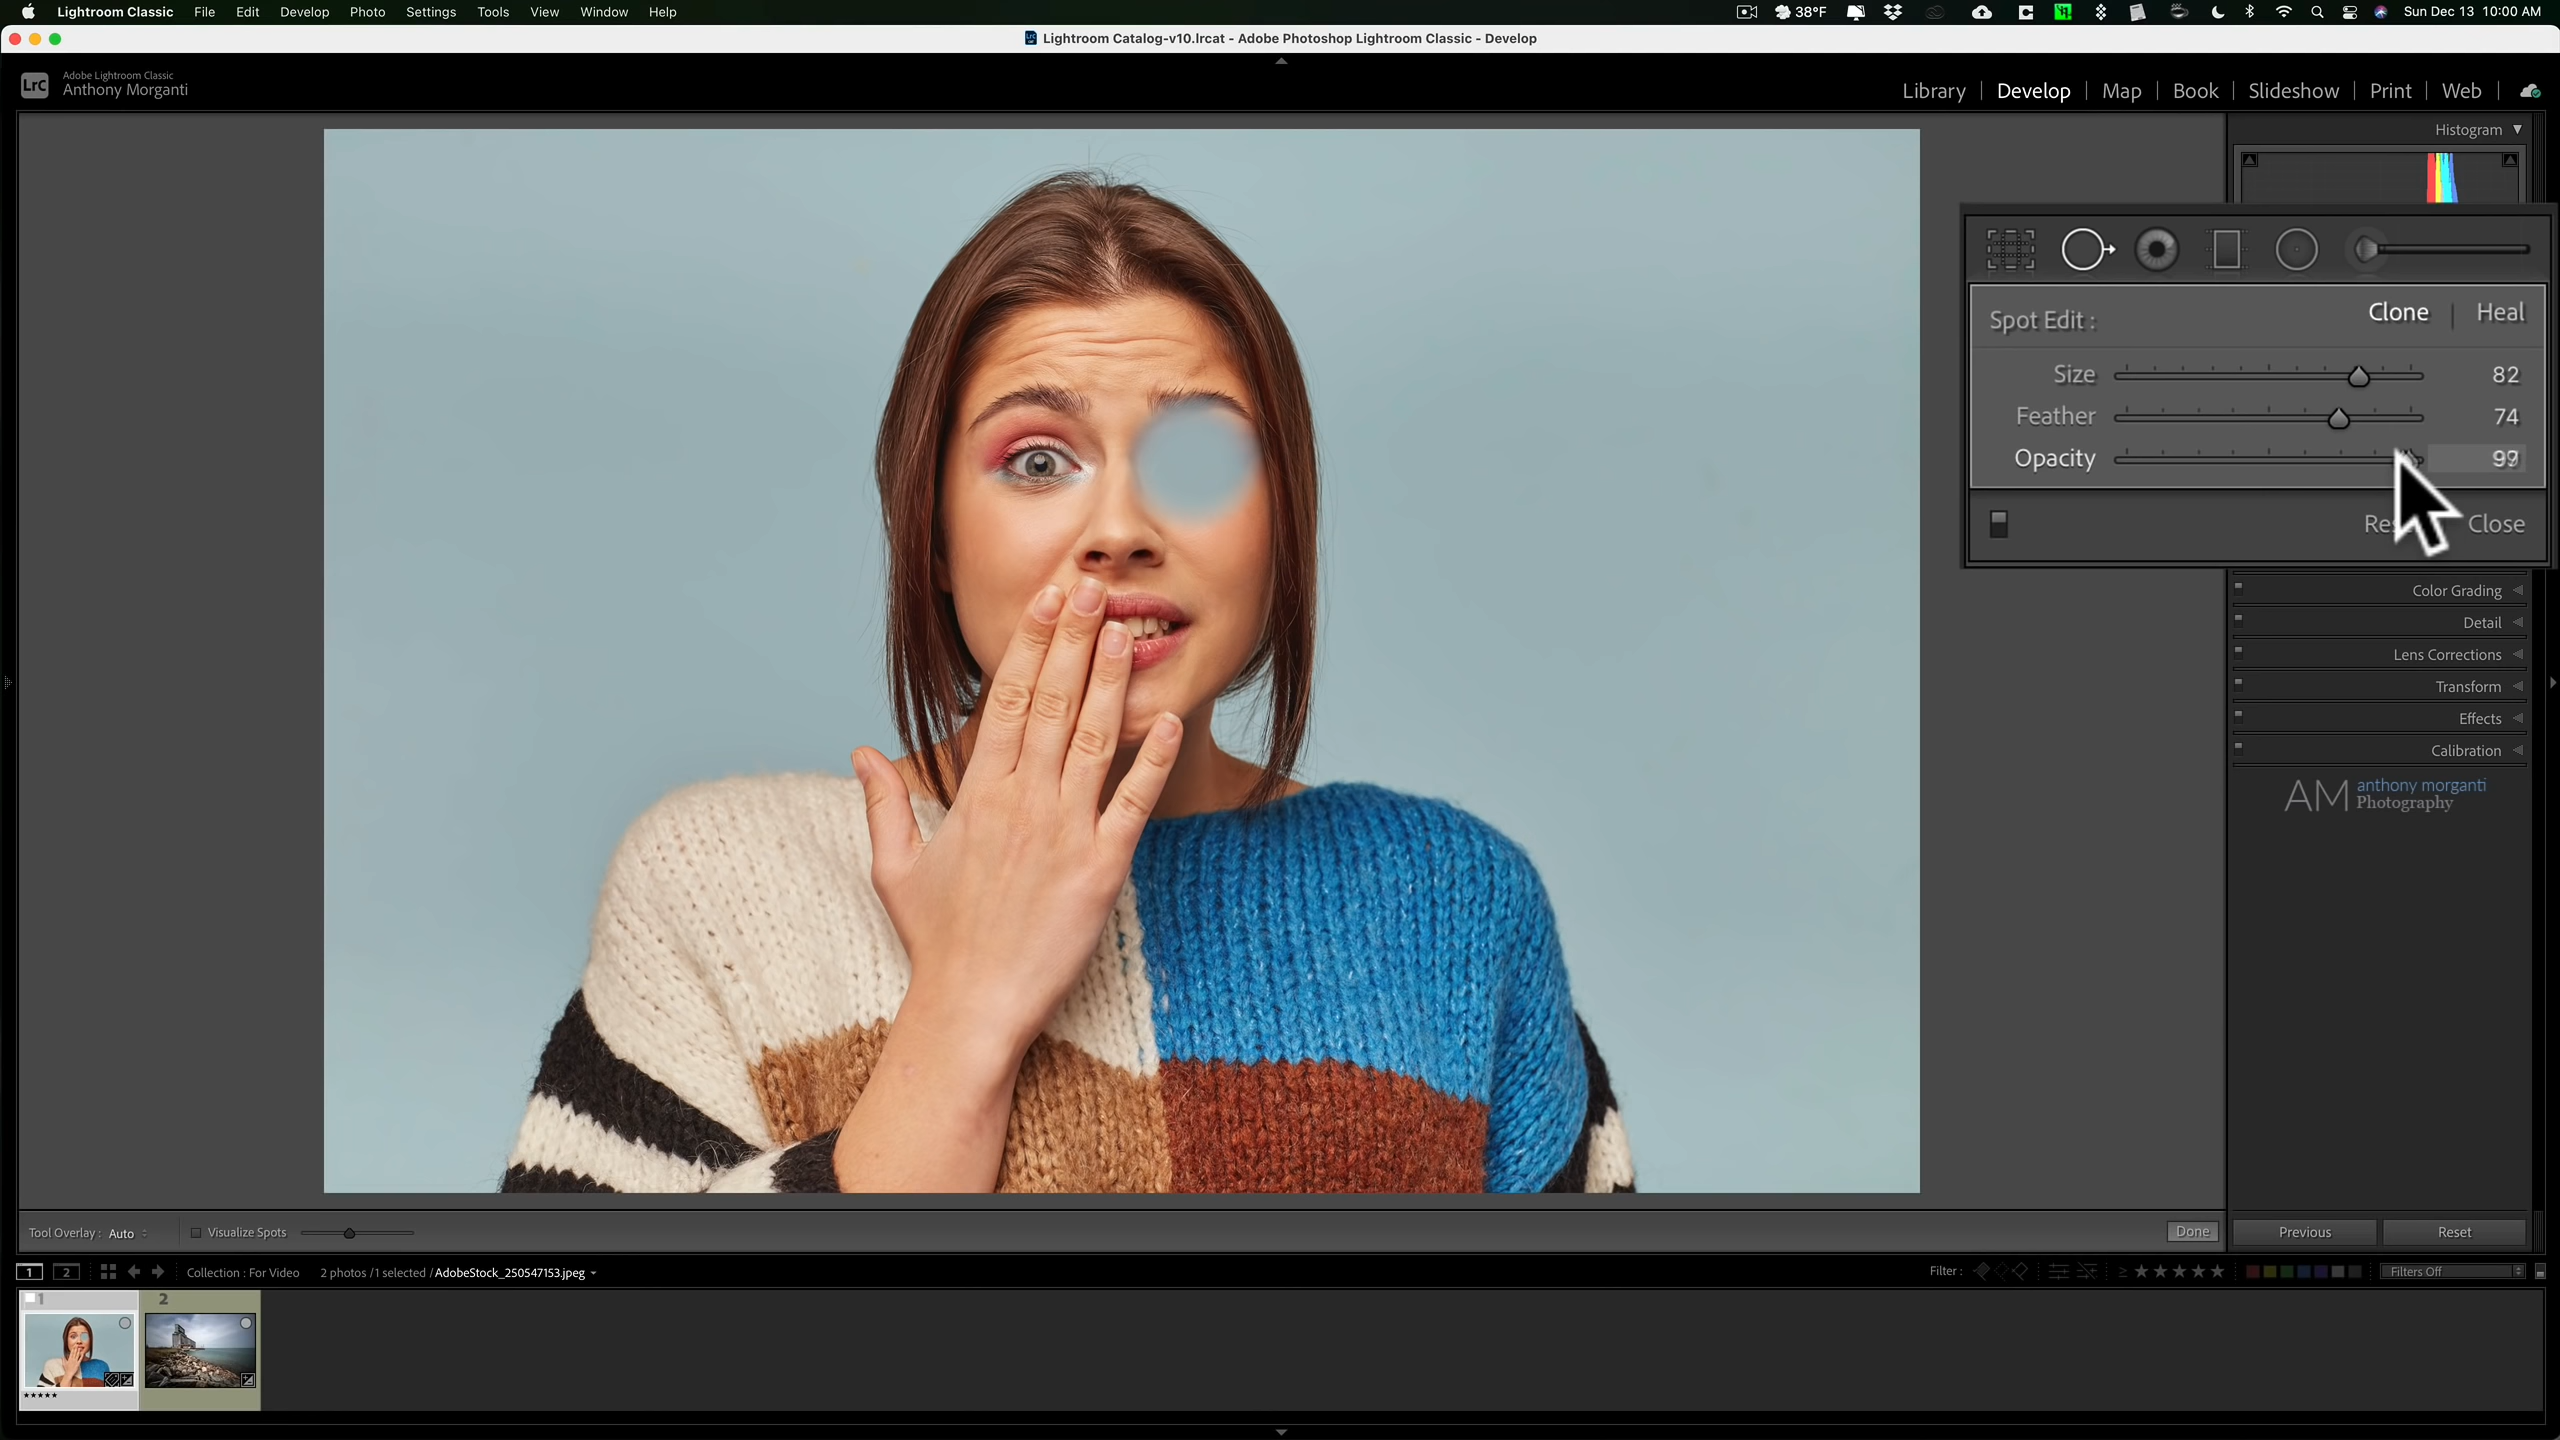 Lightroom Classic File Edit Develop Photo Settings Tools View Window Help 38°F Sun Dec 13 10:00 AM
Lightroom Catalog-v10.lrcat - Adobe Photoshop Lightroom Classic - Develop
LrC
Adobe Lightroom Classic
Anthony Morganti
Library | Develop | Map | Book | Slideshow | Print | Web |
Histogram
Spot Edit : Clone | Heal
Size 82
Feather 74
Opacity
Close
Color Grading
Detail
Lens Corrections
Transform
Effects
Calibration
AM anthony morganti
Photography
Tool Overlay : Auto Visualize Spots Done Previous Reset
1 2 Collection : For Video 2 photos /1 selected /AdobeStock_250547153.jpeg Filter : ≥ ★★★★★ Filters Off
1 2
★★★★★